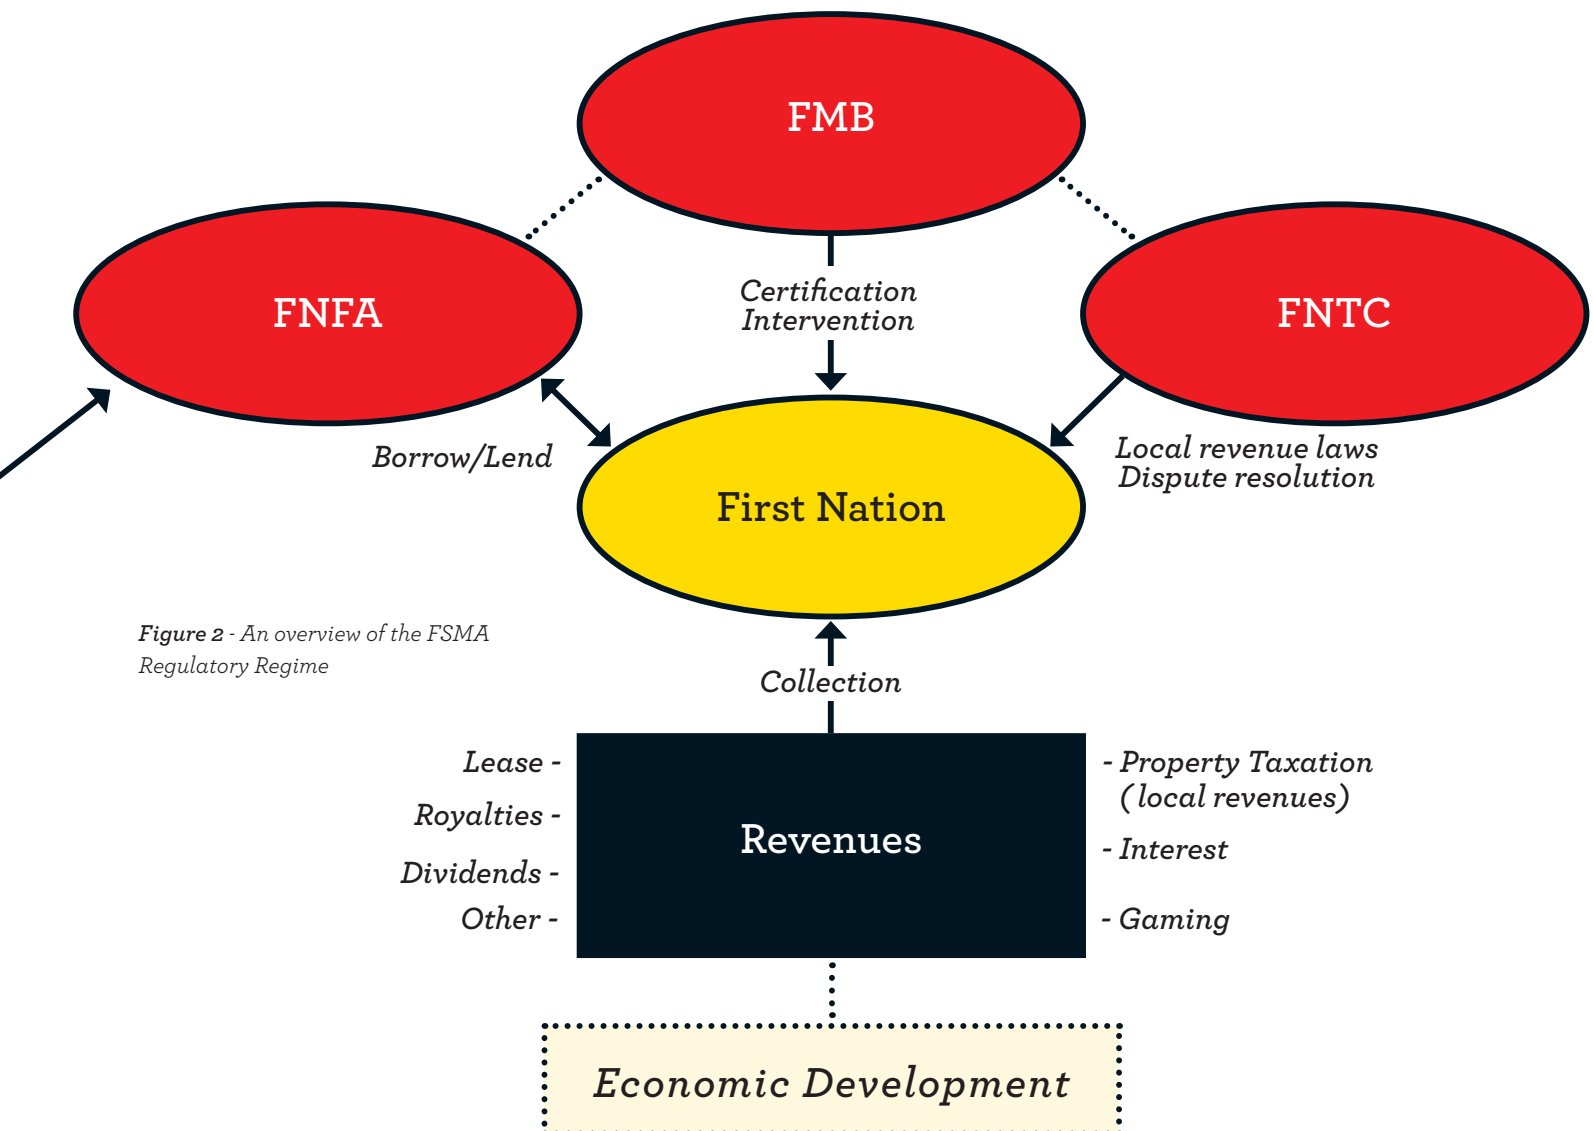 FMB
FNFA
FNTC
Certification
Intervention
Borrow/Lend
Local revenue laws
Dispute resolution
First Nation
Figure 2 - An overview of the FSMA
Regulatory Regime
Collection
Lease -
Royalties -
Dividends -
Other -
Revenues
- Property Taxation
(local revenues)
- Interest
- Gaming
Economic Development